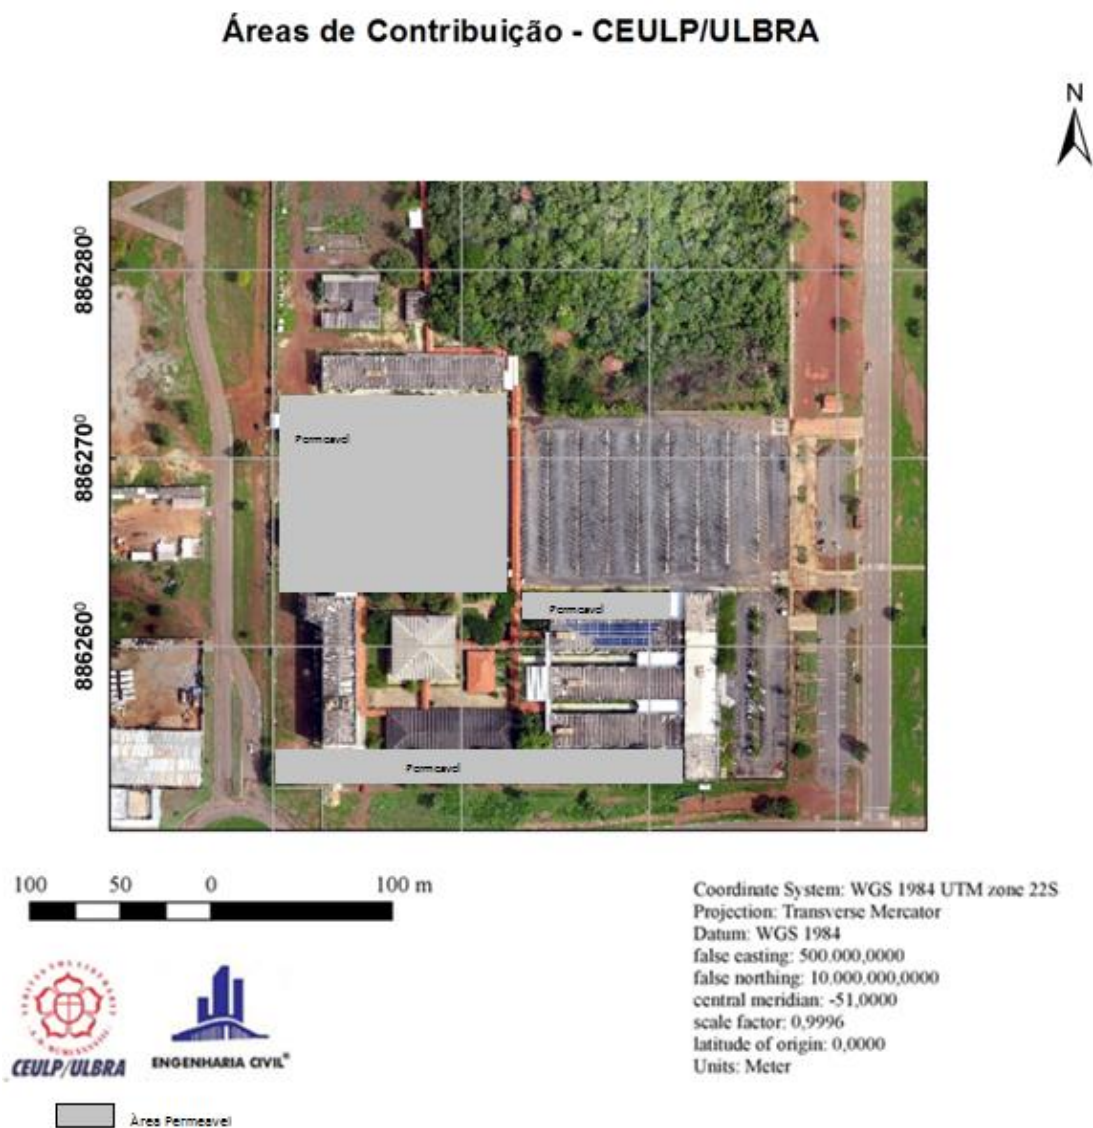 Áreas de Contribuição - CEULP/ULBRA
N
8862800
8862700
8862600
Permeavel
Permeavel
Permeavel
100 50 0 100 m
Coordinate System: WGS 1984 UTM zone 22S
Projection: Transverse Mercator
Datum: WGS 1984
false easting: 500.000,0000
false northing: 10.000.000,0000
central meridian: -51,0000
scale factor: 0,9996
latitude of origin: 0,0000
Units: Meter
CEULP/ULBRA
ENGENHARIA CIVIL®
Àrea Permeavel